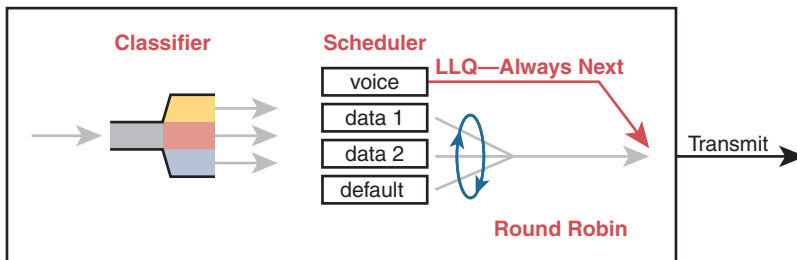 Classifier
Scheduler
voice
LLQ—Always Next
data 1
data 2
default
Round Robin
Transmit